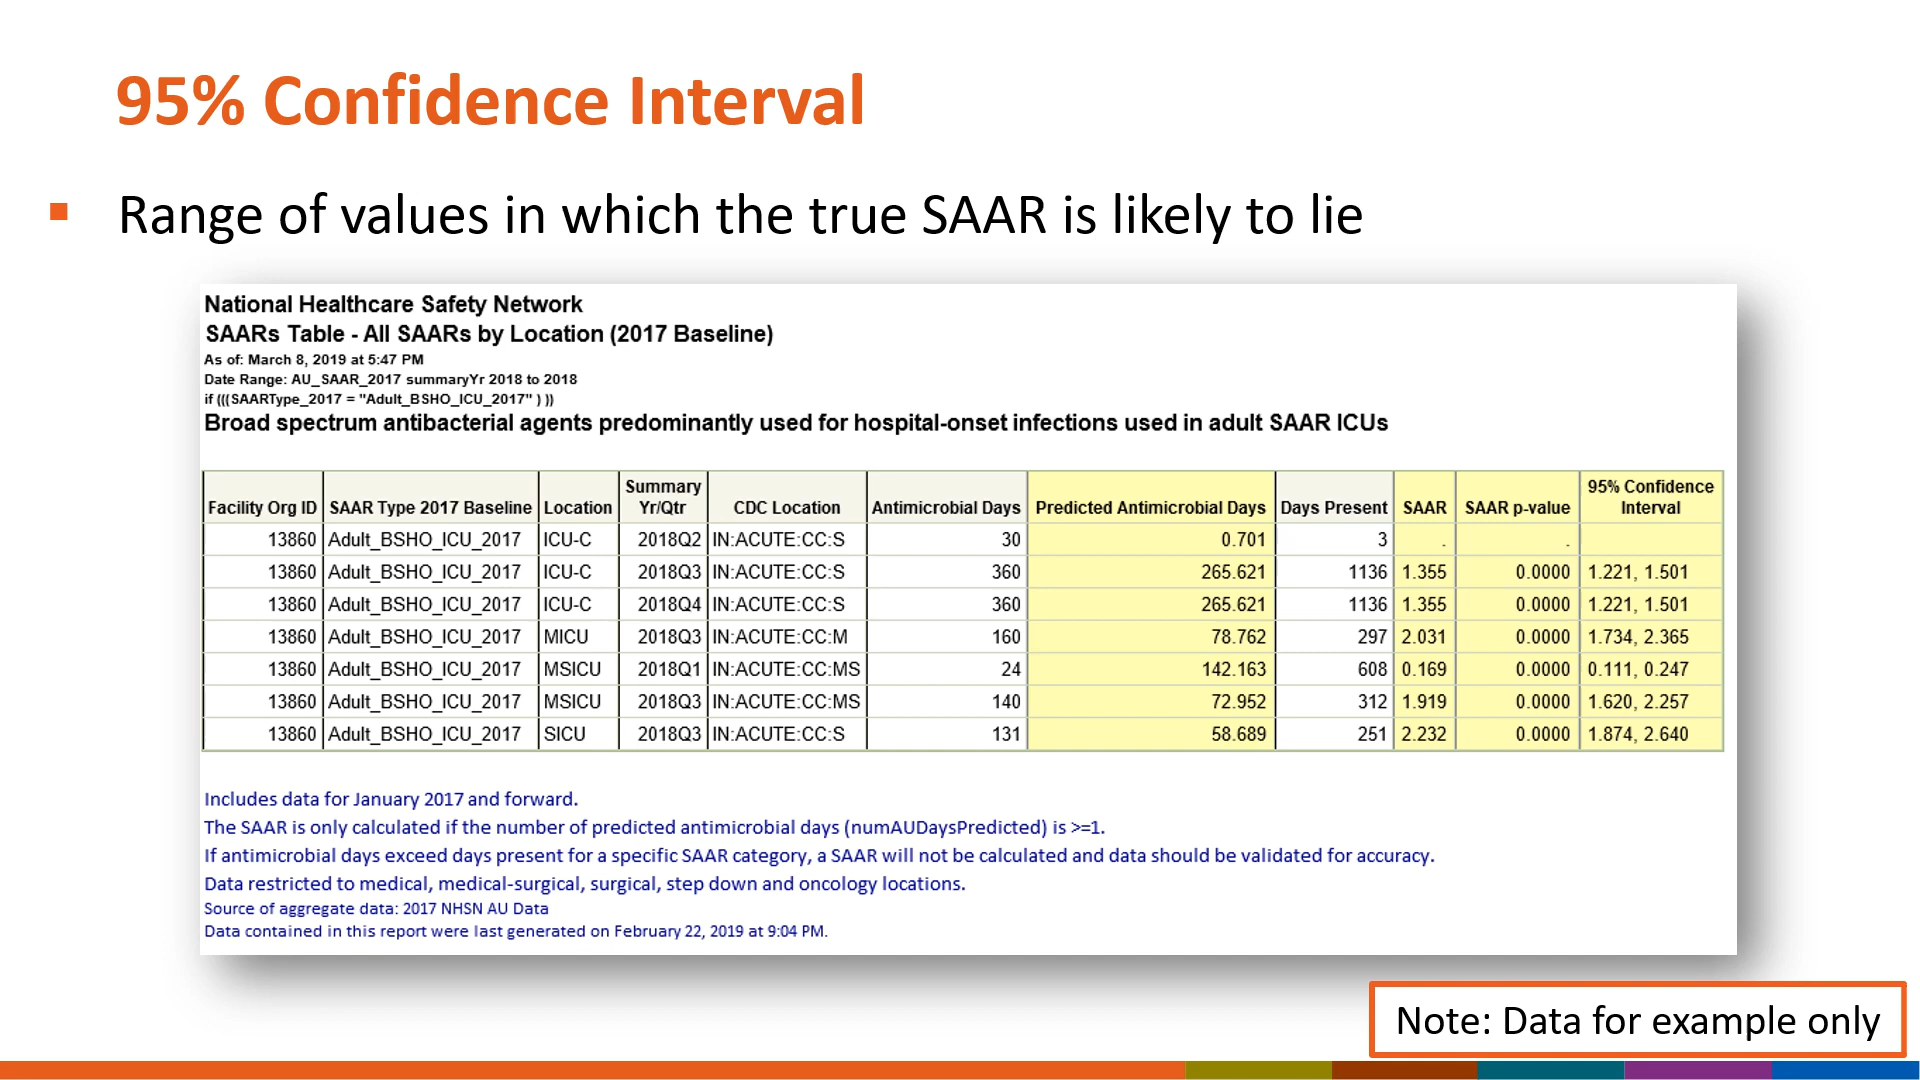 95% Confidence Interval
▪ Range of values in which the true SAAR is likely to lie
National Healthcare Safety Network
SAARs Table - All SAARs by Location (2017 Baseline)
As of: March 8, 2019 at 5:47 PM
Date Range: AU_SAAR_2017 summaryYr 2018 to 2018
if (((SAARType_2017 = "Adult_BSHO_ICU_2017" ) ))
Broad spectrum antibacterial agents predominantly used for hospital-onset infections used in adult SAAR ICUs
Facility Org ID SAAR Type 2017 Baseline Location Summary Yr/Qtr CDC Location Antimicrobial Days Predicted Antimicrobial Days Days Present SAAR SAAR p-value 95% Confidence Interval
13860 Adult_BSHO_ICU_2017 ICU-C 2018Q2 IN:ACUTE:CC:S 30 0.701 3 . .
13860 Adult_BSHO_ICU_2017 ICU-C 2018Q3 IN:ACUTE:CC:S 360 265.621 1136 1.355 0.0000 1.221, 1.501
13860 Adult_BSHO_ICU_2017 ICU-C 2018Q4 IN:ACUTE:CC:S 360 265.621 1136 1.355 0.0000 1.221, 1.501
13860 Adult_BSHO_ICU_2017 MICU 2018Q3 IN:ACUTE:CC:M 160 78.762 297 2.031 0.0000 1.734, 2.365
13860 Adult_BSHO_ICU_2017 MSICU 2018Q1 IN:ACUTE:CC:MS 24 142.163 608 0.169 0.0000 0.111, 0.247
13860 Adult_BSHO_ICU_2017 MSICU 2018Q3 IN:ACUTE:CC:MS 140 72.952 312 1.919 0.0000 1.620, 2.257
13860 Adult_BSHO_ICU_2017 SICU 2018Q3 IN:ACUTE:CC:S 131 58.689 251 2.232 0.0000 1.874, 2.640
Includes data for January 2017 and forward.
The SAAR is only calculated if the number of predicted antimicrobial days (numAUDaysPredicted) is >=1.
If antimicrobial days exceed days present for a specific SAAR category, a SAAR will not be calculated and data should be validated for accuracy.
Data restricted to medical, medical-surgical, surgical, step down and oncology locations.
Source of aggregate data: 2017 NHSN AU Data
Data contained in this report were last generated on February 22, 2019 at 9:04 PM.
Note: Data for example only